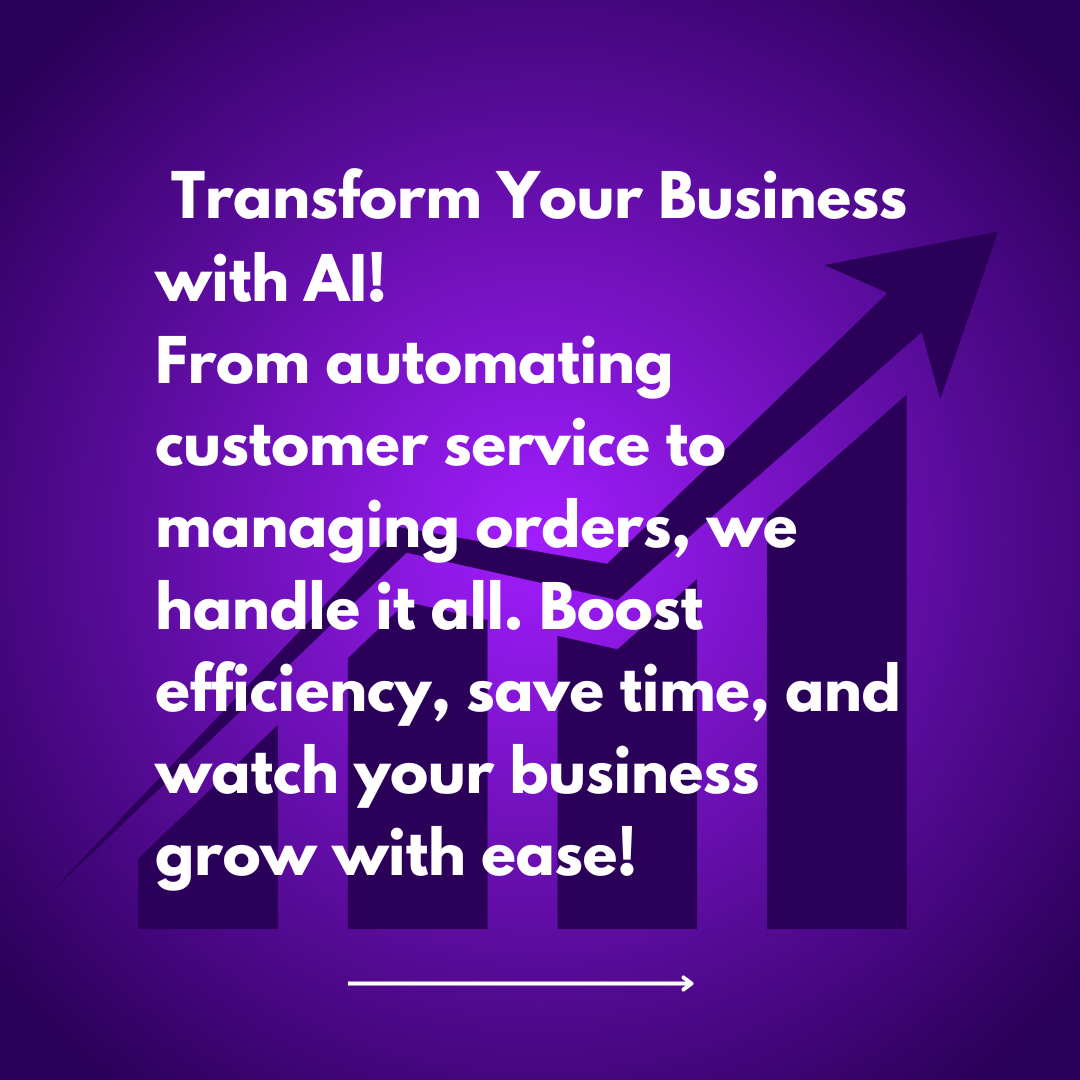 Transform Your Business
with AI!
From automating
customer service to
managing orders, we
handle it all. Boost
efficiency, save time, and
watch your business
grow with ease!